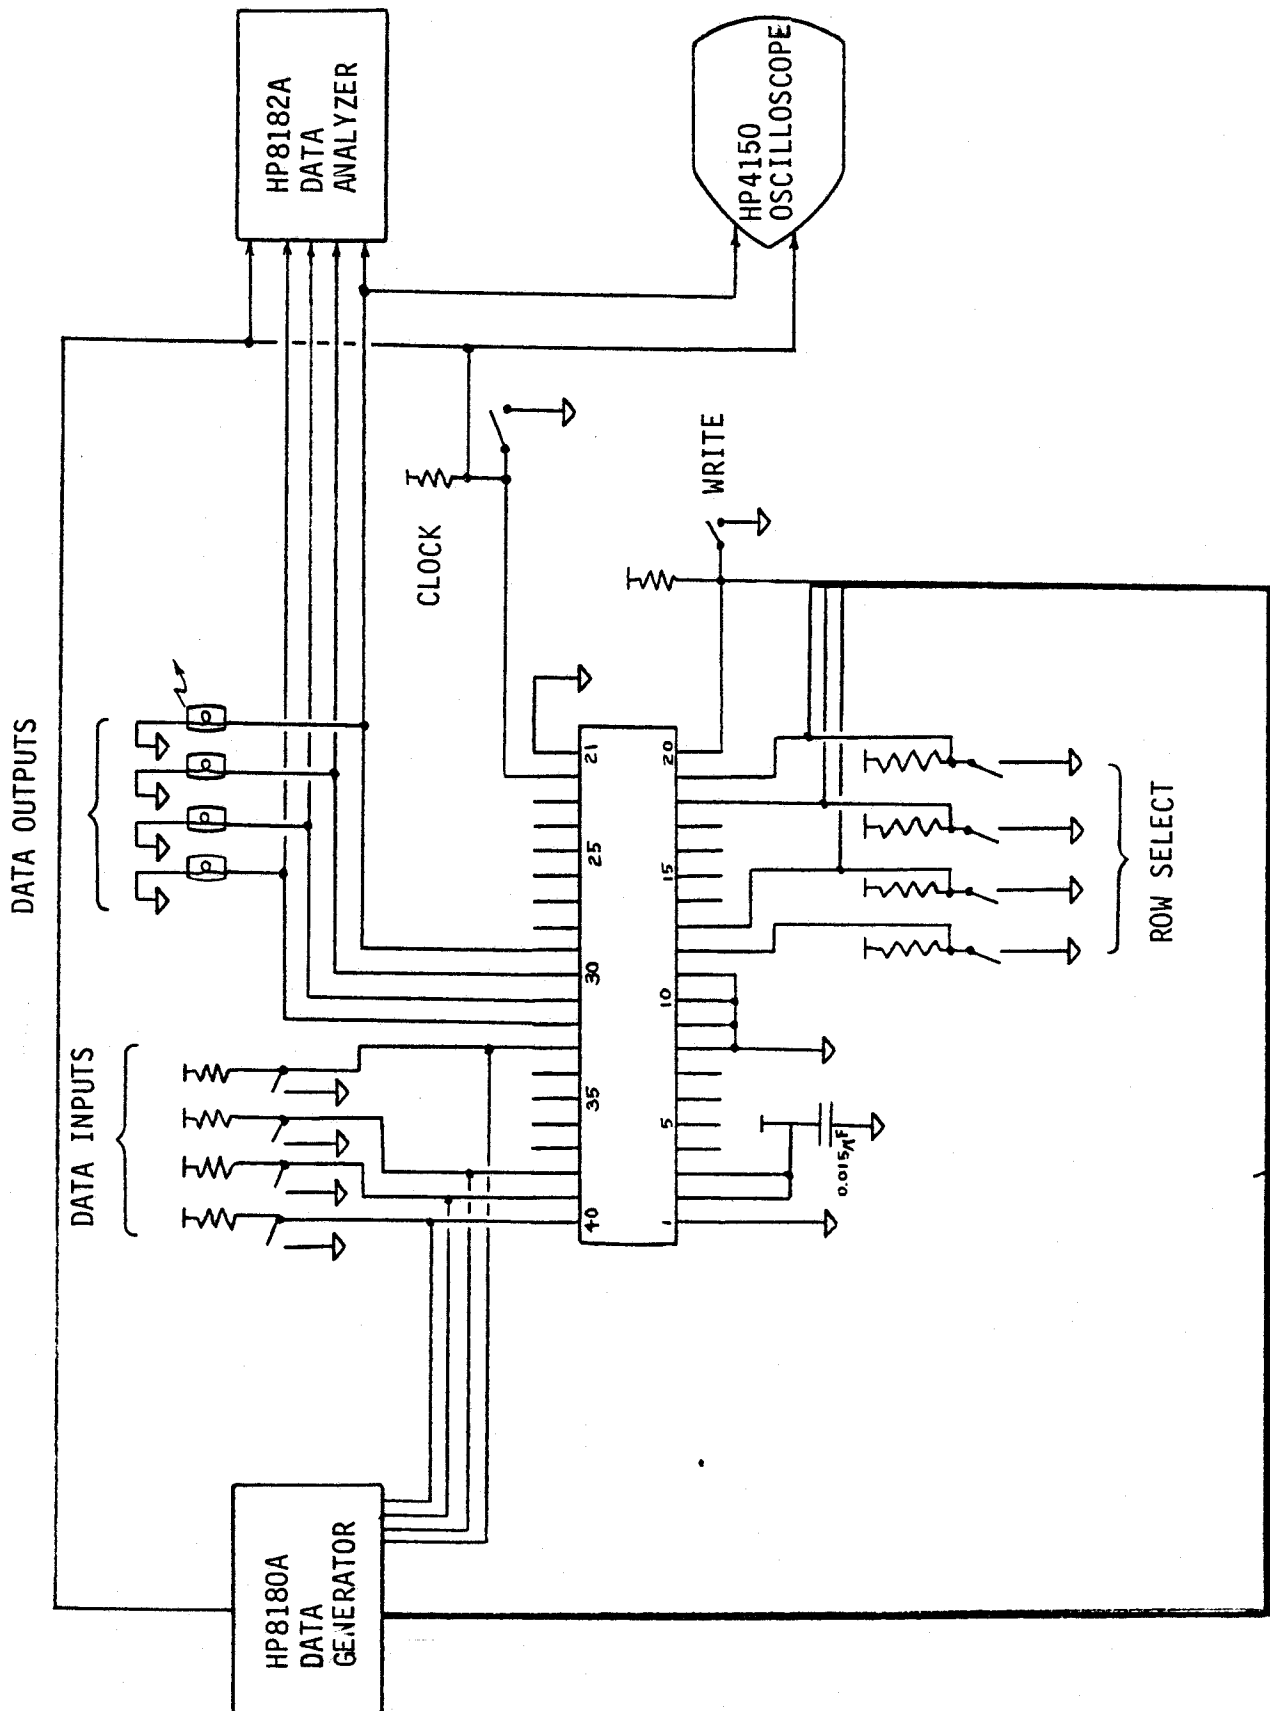 HP8182A
DATA
ANALYZER
HP4150
OSCILLOSCOPE
DATA OUTPUTS
CLOCK
WRITE
DATA INPUTS
21
25
30
35
40
20
15
10
5
1
0.015μF
ROW SELECT
HP8180A
DATA
GENERATOR